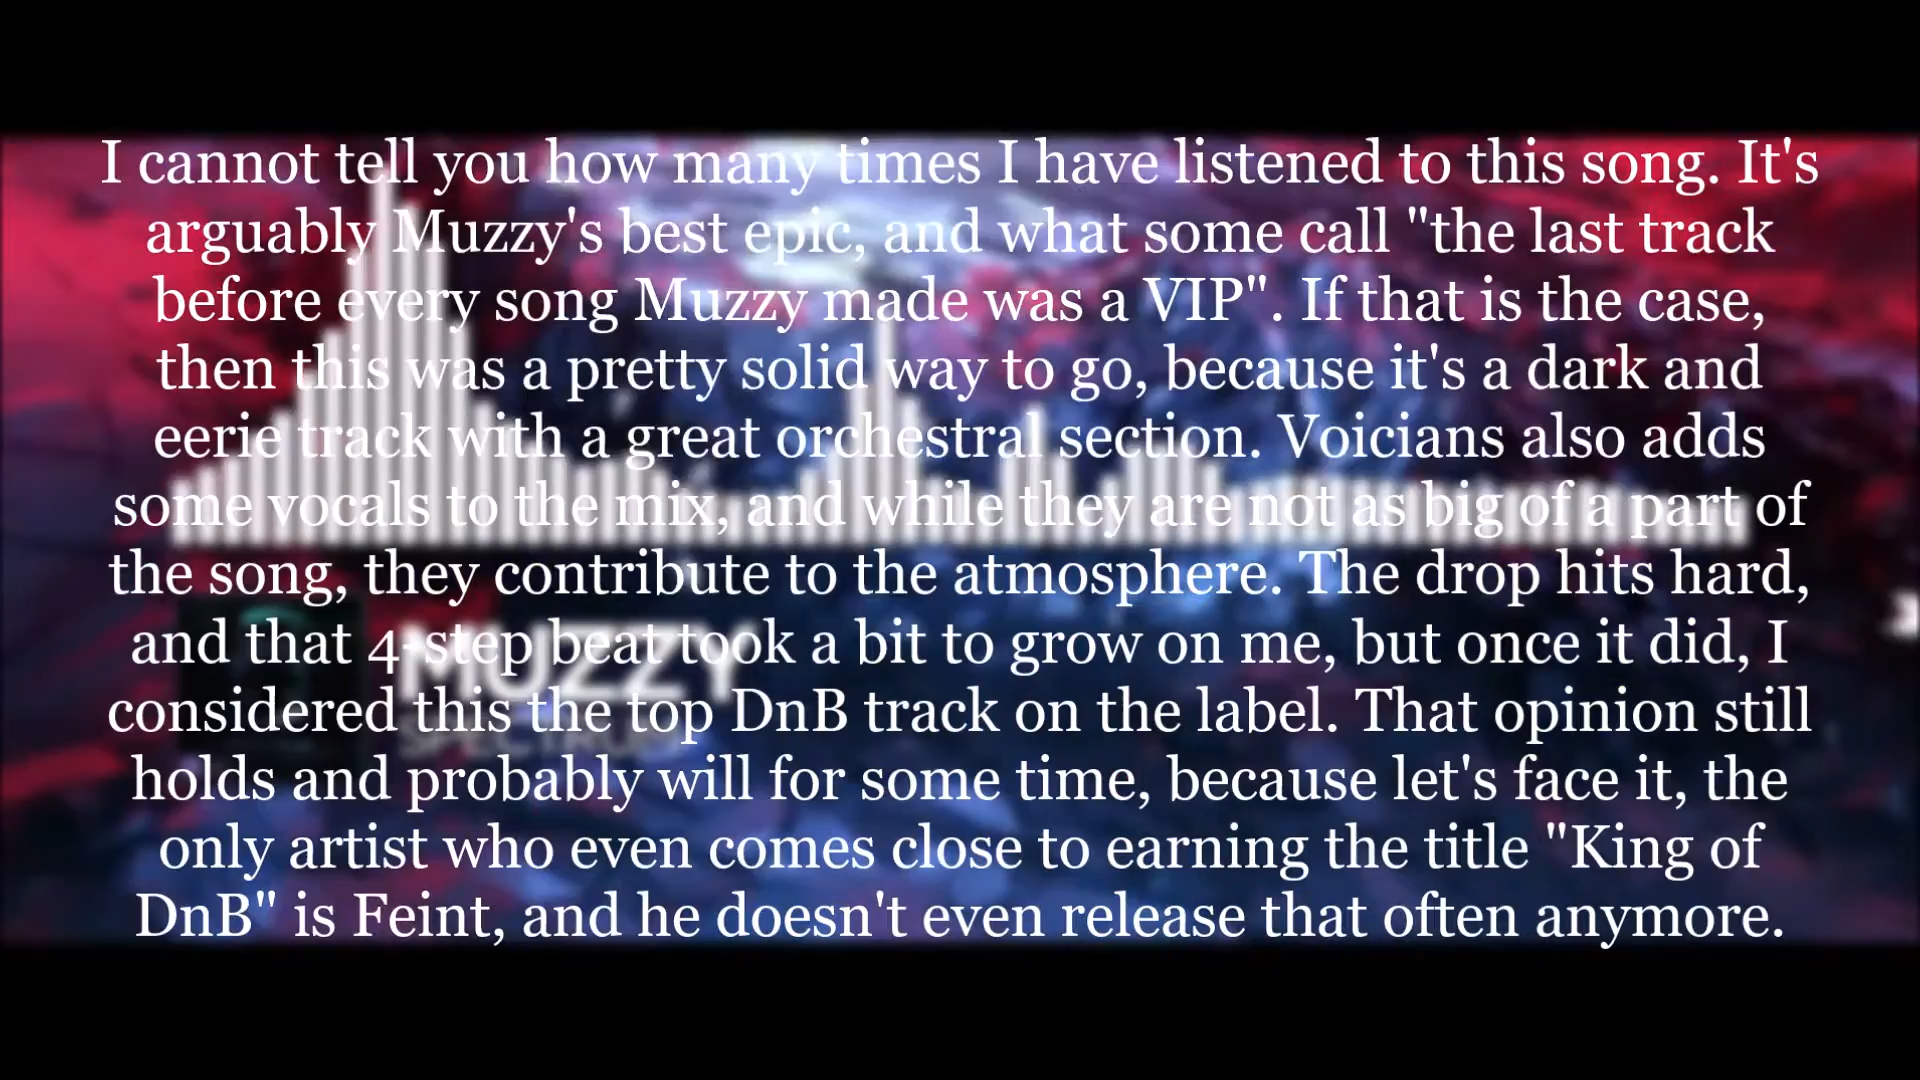 I cannot tell you how many times I have listened to this song. It's
arguably Muzzy's best epic, and what some call "the last track
before every song Muzzy made was a VIP". If that is the case,
then this was a pretty solid way to go, because it's a dark and
eerie track with a great orchestral section. Voicians also adds
some vocals to the mix, and while they are not as big of a part of
the song, they contribute to the atmosphere. The drop hits hard,
and that 4-step beat took a bit to grow on me, but once it did, I
considered this the top DnB track on the label. That opinion still
holds and probably will for some time, because let's face it, the
only artist who even comes close to earning the title "King of
DnB" is Feint, and he doesn't even release that often anymore.
MUZZY
SPECTRUM